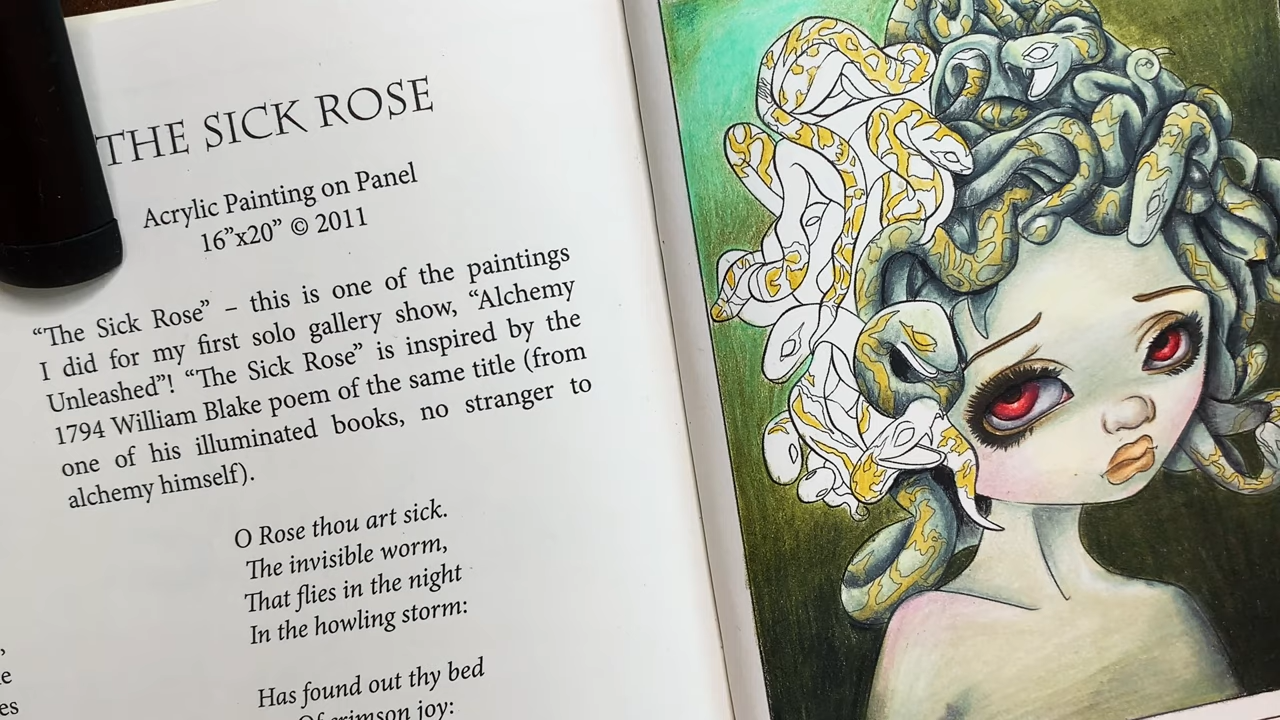 THE SICK ROSE
Acrylic Painting on Panel
16”x20” © 2011
“The Sick Rose” – this is one of the paintings
I did for my first solo gallery show, “Alchemy
Unleashed”! “The Sick Rose” is inspired by the
1794 William Blake poem of the same title (from
one of his illuminated books, no stranger to
alchemy himself).
O Rose thou art sick.
The invisible worm,
That flies in the night
In the howling storm:
Has found out thy bed
Of crimson joy: